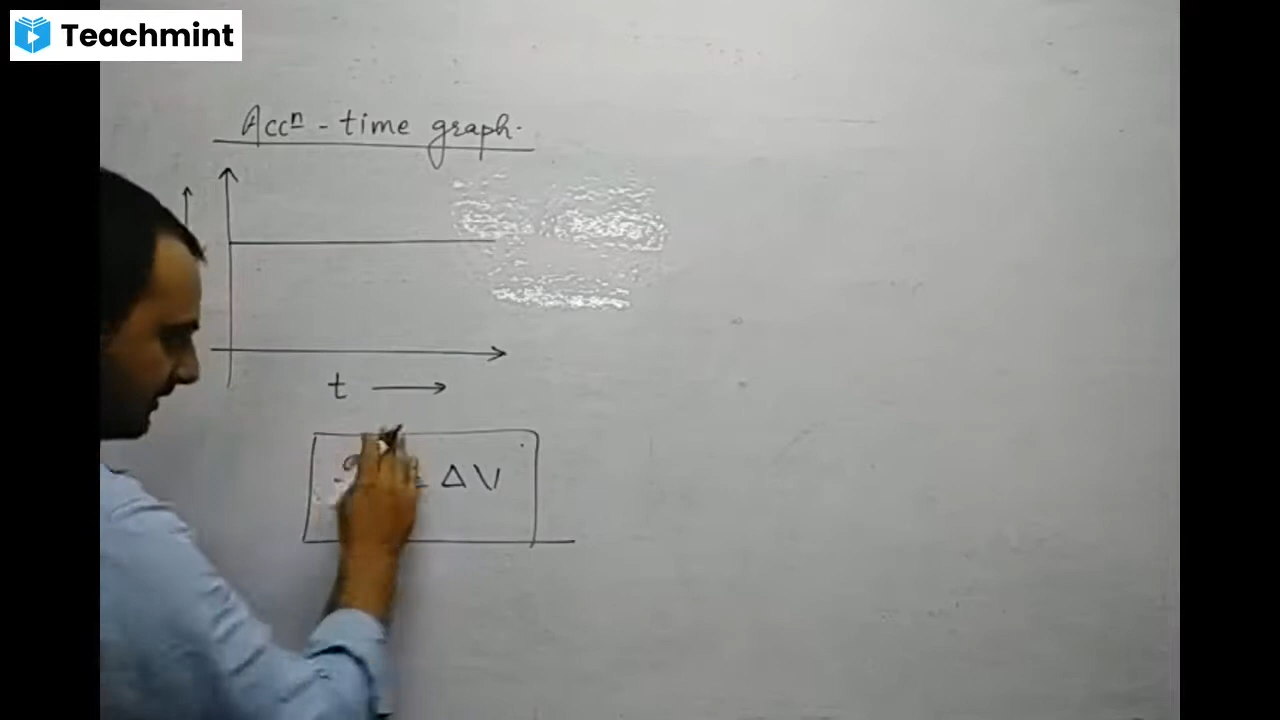 Teachmint
Accⁿ - time graph.
t
ΔV